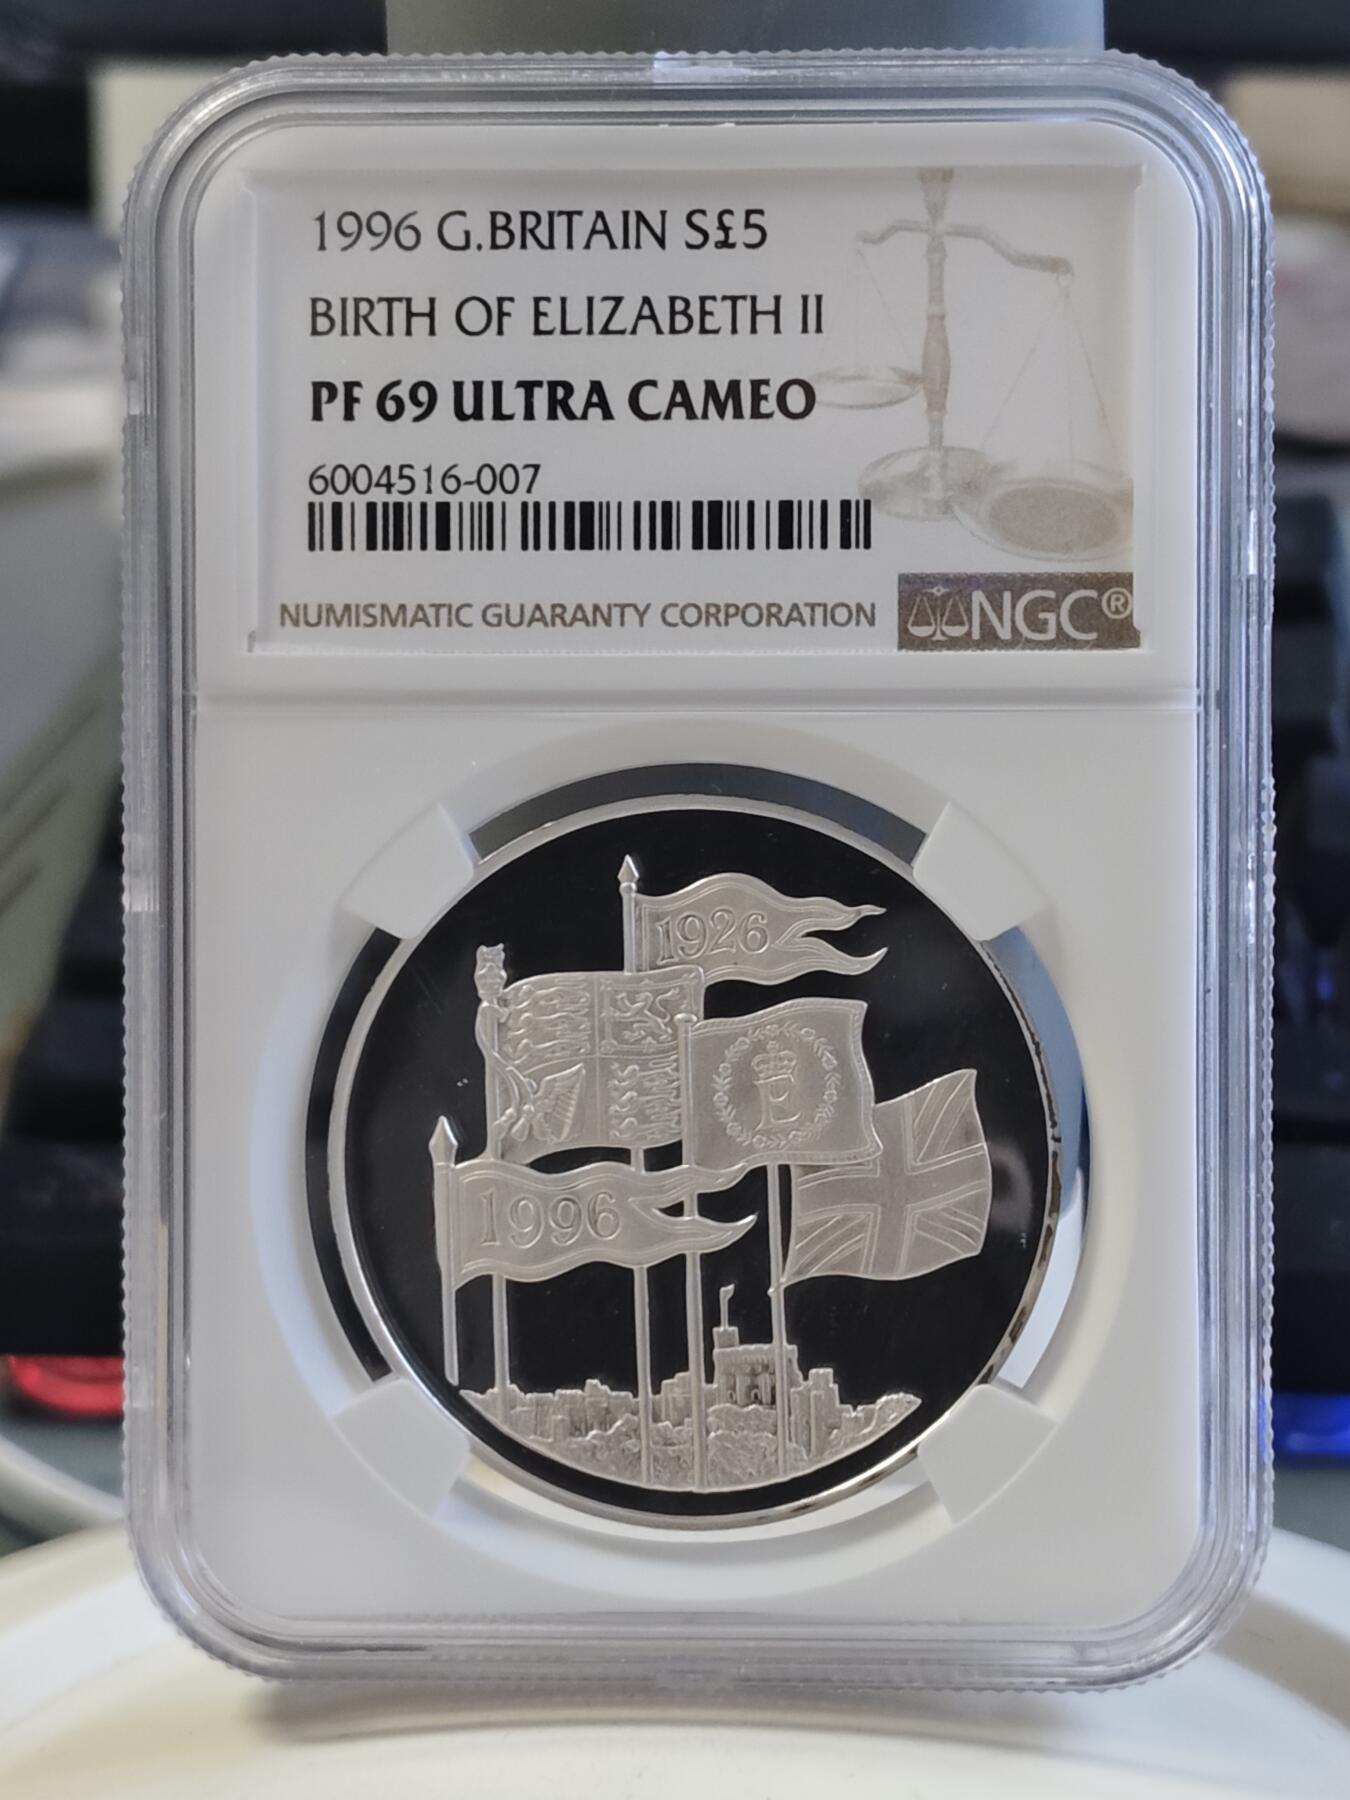 1996 G.BRITAIN S£5
BIRTH OF ELIZABETH II
PF 69 ULTRA CAMEO
6004516-007
NUMISMATIC GUARANTY CORPORATION
NGC®
1926
E
1996